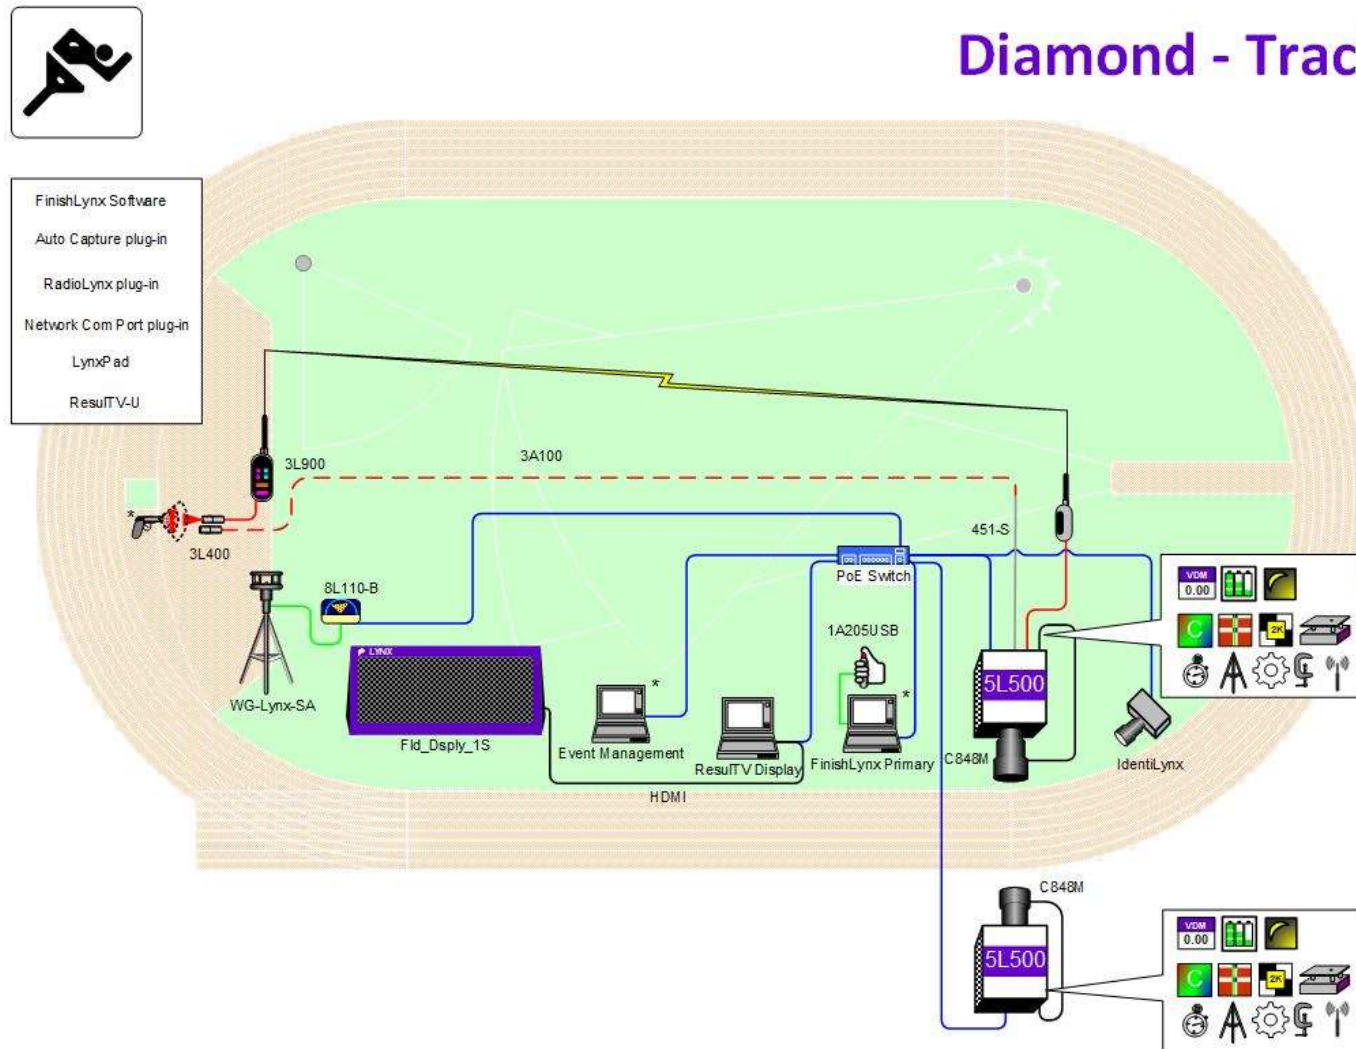 Diamond - Trac
FinishLynx Software
Auto Capture plug-in
RadioLynx plug-in
Network Com Port plug-in
LynxPad
ResulTV-U
3L900
3A100
3L400
451-S
PoE Switch
8L110-B
1A205USB
VDM
0.00
C
2K
LYNX
5L500
WG-Lynx-SA
*
*
*
Fld_Dsply_1S
Event Management
ResulTV Display
FinishLynx Primary
C848M
IdentiLynx
HDMI
C848M
5L500
VDM
0.00
C
2K